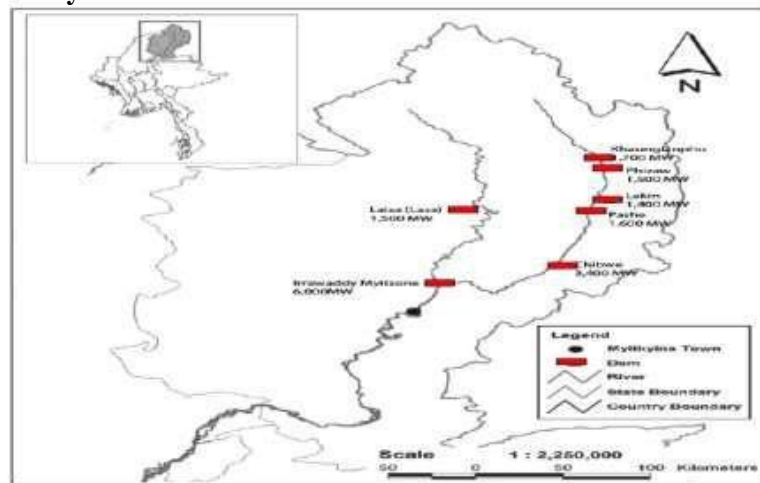 N
1,700 MW
Phizaw
1,500 MW
Lakin
1,400 MW
Pashe
1,600 MW
Laisa (Lasa)
1,500 MW
Chibwe
3,400 MW
Irrawaddy Myitsone
6,000MW
Legend
Myitkyina Town
Dam
River
State Boundary
Country Boundary
Scale 1 : 2,250,000
50 0 50 100 Kilometers